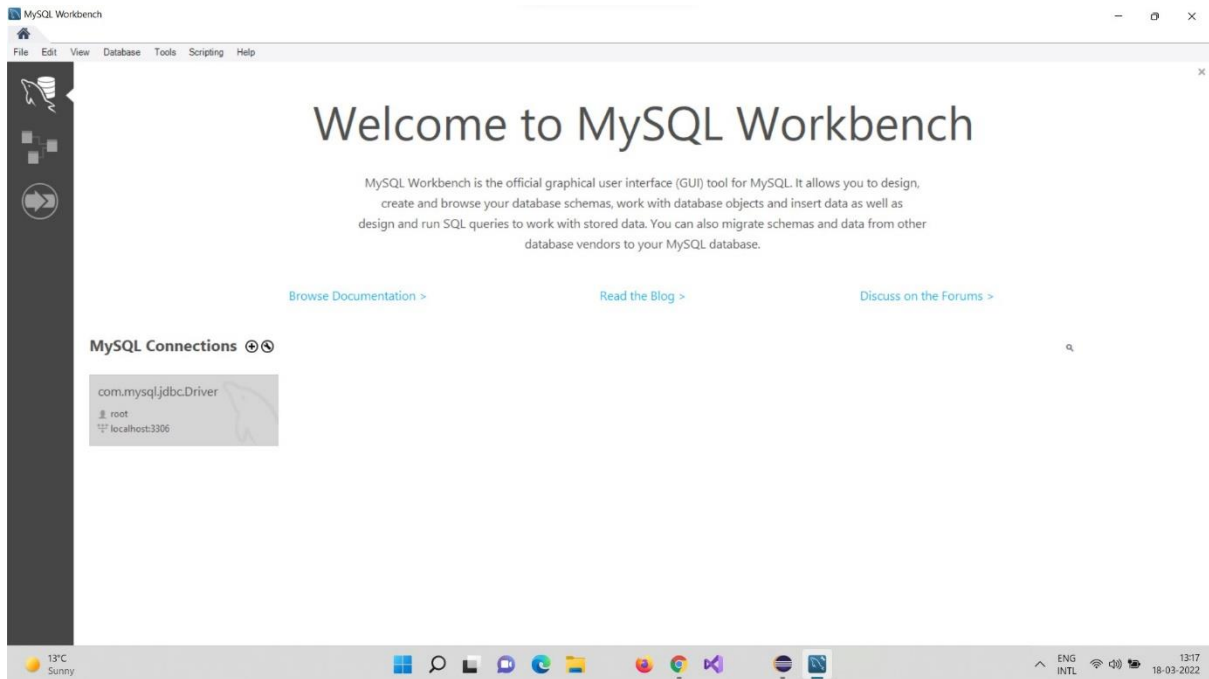 MySQL Workbench
File Edit View Database Tools Scripting Help
Welcome to MySQL Workbench
MySQL Workbench is the official graphical user interface (GUI) tool for MySQL. It allows you to design,
create and browse your database schemas, work with database objects and insert data as well as
design and run SQL queries to work with stored data. You can also migrate schemas and data from other
database vendors to your MySQL database.
Browse Documentation > Read the Blog > Discuss on the Forums >
MySQL Connections
com.mysql.jdbc.Driver
root
localhost:3306
13°C
Sunny
ENG
INTL
13:17
18-03-2022